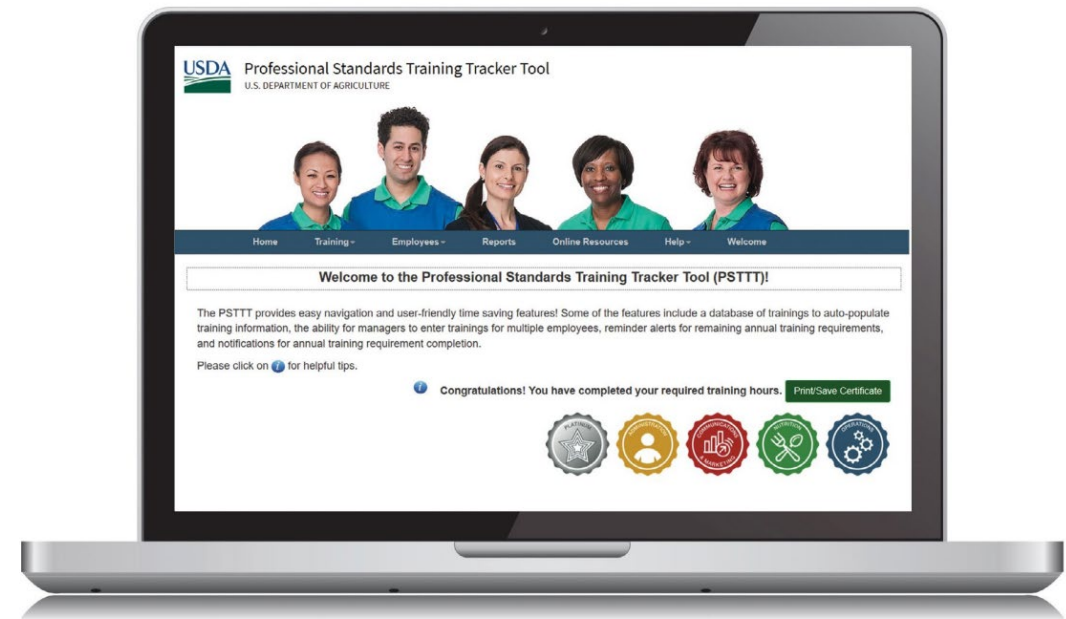 USDA Professional Standards Training Tracker Tool
U.S. DEPARTMENT OF AGRICULTURE
Home Training Employees Reports Online Resources Help Welcome
Welcome to the Professional Standards Training Tracker Tool (PSTTT)!
The PSTTT provides easy navigation and user-friendly time saving features! Some of the features include a database of trainings to auto-populate
training information, the ability for managers to enter trainings for multiple employees, reminder alerts for remaining annual training requirements,
and notifications for annual training requirement completion.
Please click on i for helpful tips.
i Congratulations! You have completed your required training hours. Print/Save Certificate
PLATINUM ADMINISTRATION COMMUNICATIONS & MARKETING NUTRITION OPERATIONS